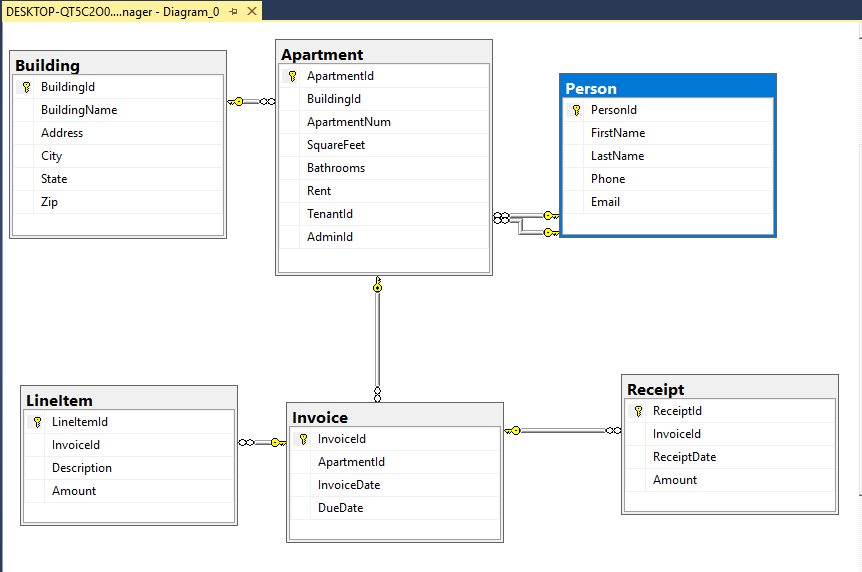 DESKTOP-QT5C2O0....nager - Diagram_0
Building
BuildingId
BuildingName
Address
City
State
Zip
Apartment
ApartmentId
BuildingId
ApartmentNum
SquareFeet
Bathrooms
Rent
TenantId
AdminId
Person
PersonId
FirstName
LastName
Phone
Email
LineItem
LineItemId
InvoiceId
Description
Amount
Invoice
InvoiceId
ApartmentId
InvoiceDate
DueDate
Receipt
ReceiptId
InvoiceId
ReceiptDate
Amount